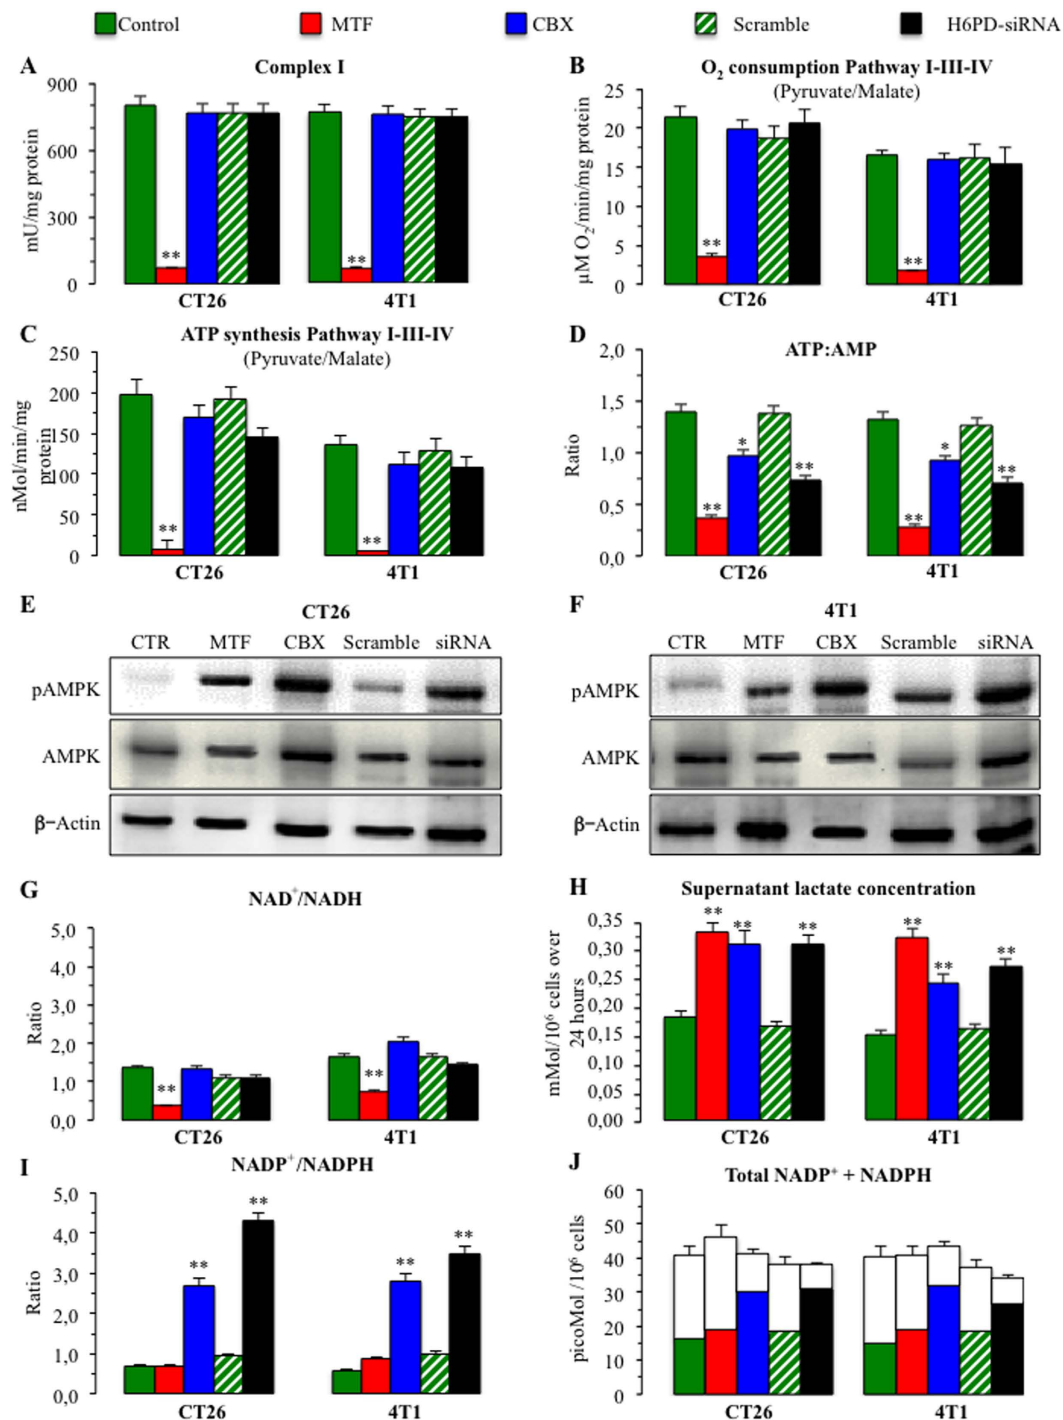 Control MTF CBX Scramble H6PD-siRNA
A Complex I
mU/mg protein
900
600
300
0
** **
CT26 4T1
B O₂ consumption Pathway I-III-IV
(Pyruvate/Malate)
µM O₂/min/mg protein
25
20
15
10
5
0
** **
CT26 4T1
C ATP synthesis Pathway I-III-IV
(Pyruvate/Malate)
nMol/min/mg
protein
250
200
150
100
50
0
** **
CT26 4T1
D ATP:AMP
Ratio
2,0
1,5
1,0
0,5
0,0
** * ** ** * **
CT26 4T1
E CT26
CTR MTF CBX Scramble siRNA
pAMPK
AMPK
β-Actin
F 4T1
CTR MTF CBX Scramble siRNA
pAMPK
AMPK
β-Actin
G NAD⁺/NADH
Ratio
5,0
4,0
3,0
2,0
1,0
0,0
** **
CT26 4T1
H Supernatant lactate concentration
mMol/10⁶ cells over
24 hours
0,35
0,30
0,25
0,20
0,15
0,10
0,05
0,00
** ** ** ** ** **
CT26 4T1
I NADP⁺/NADPH
Ratio
5,0
4,0
3,0
2,0
1,0
0,0
** ** ** **
CT26 4T1
J Total NADP⁺ + NADPH
picoMol /10⁶ cells
60
50
40
30
20
10
0
CT26 4T1